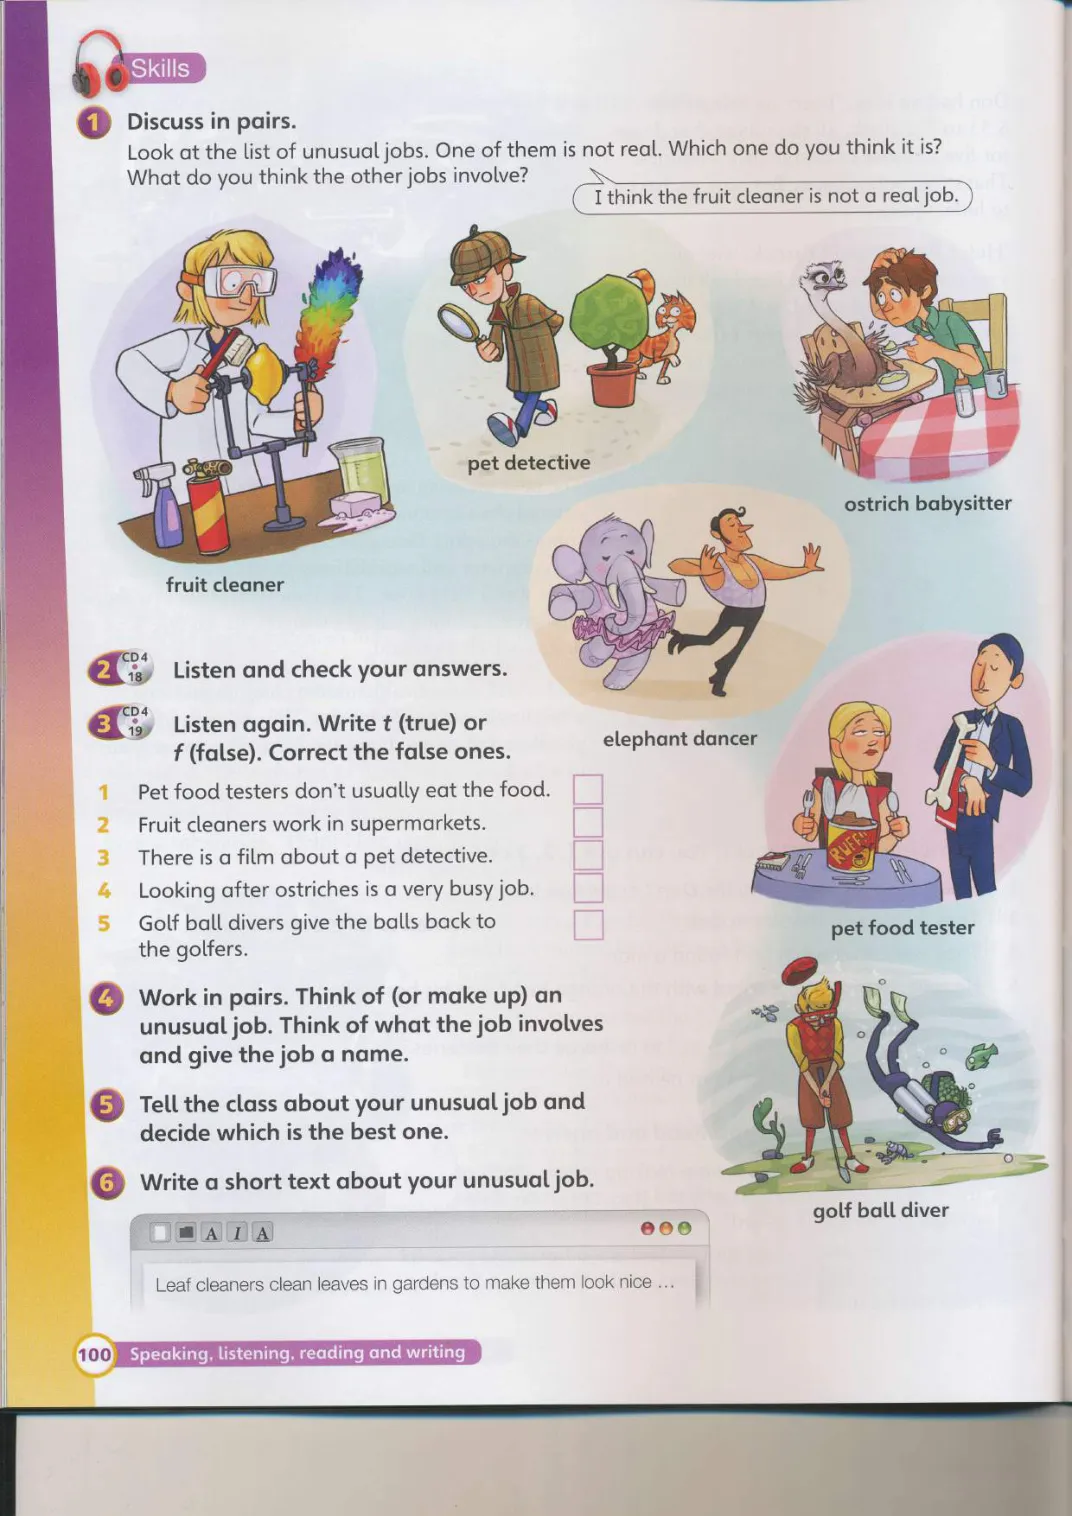 Skills
1 Discuss in pairs.
Look at the list of unusual jobs. One of them is not real. Which one do you think it is?
What do you think the other jobs involve?
I think the fruit cleaner is not a real job.
pet detective
ostrich babysitter
fruit cleaner
2 CD4 18 Listen and check your answers.
3 CD4 19 Listen again. Write t (true) or
f (false). Correct the false ones.
elephant dancer
1 Pet food testers don't usually eat the food.
2 Fruit cleaners work in supermarkets.
3 There is a film about a pet detective.
4 Looking after ostriches is a very busy job.
5 Golf ball divers give the balls back to
the golfers.
RUFF!
pet food tester
4 Work in pairs. Think of (or make up) an
unusual job. Think of what the job involves
and give the job a name.
5 Tell the class about your unusual job and
decide which is the best one.
6 Write a short text about your unusual job.
golf ball diver
A I A
Leaf cleaners clean leaves in gardens to make them look nice ...
100 Speaking, listening, reading and writing